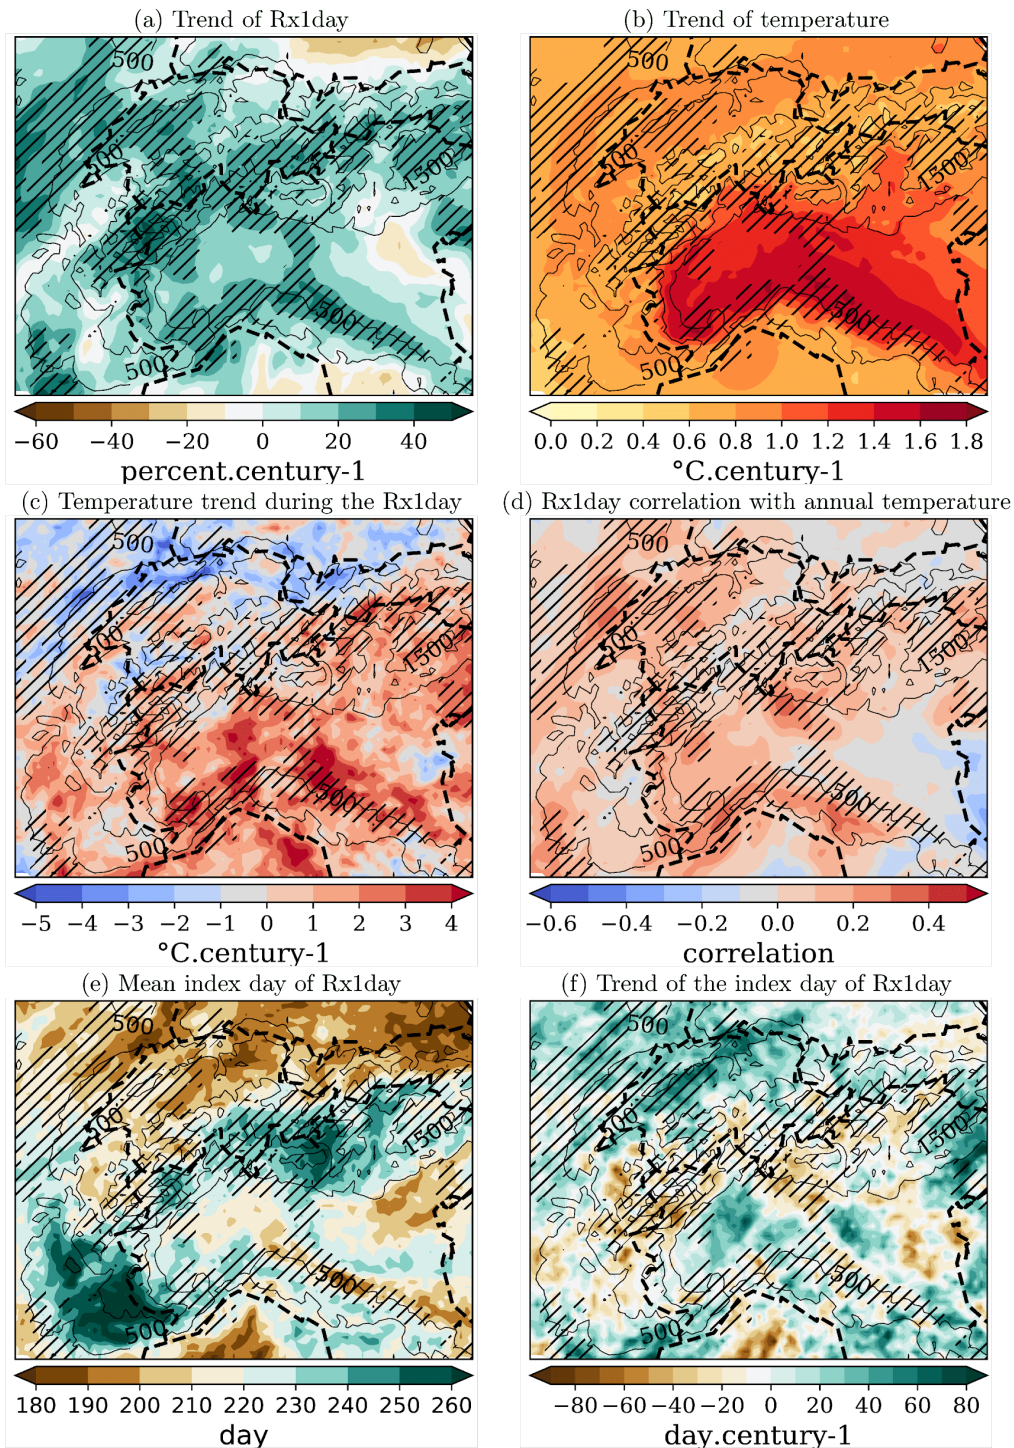 (a) Trend of Rx1day
(b) Trend of temperature
500
500
1500
500
500
500
500
1500
500
500
−60 −40 −20 0 20 40
0.0 0.2 0.4 0.6 0.8 1.0 1.2 1.4 1.6 1.8
percent.century-1
°C.century-1
(c) Temperature trend during the Rx1day
(d) Rx1day correlation with annual temperature
500
500
1500
500
500
500
500
1500
500
500
−5 −4 −3 −2 −1 0 1 2 3 4
−0.6 −0.4 −0.2 0.0 0.2 0.4
°C.century-1
correlation
(e) Mean index day of Rx1day
(f) Trend of the index day of Rx1day
500
500
1500
500
500
500
500
1500
500
500
180 190 200 210 220 230 240 250 260
−80 −60 −40 −20 0 20 40 60 80
day
day.century-1